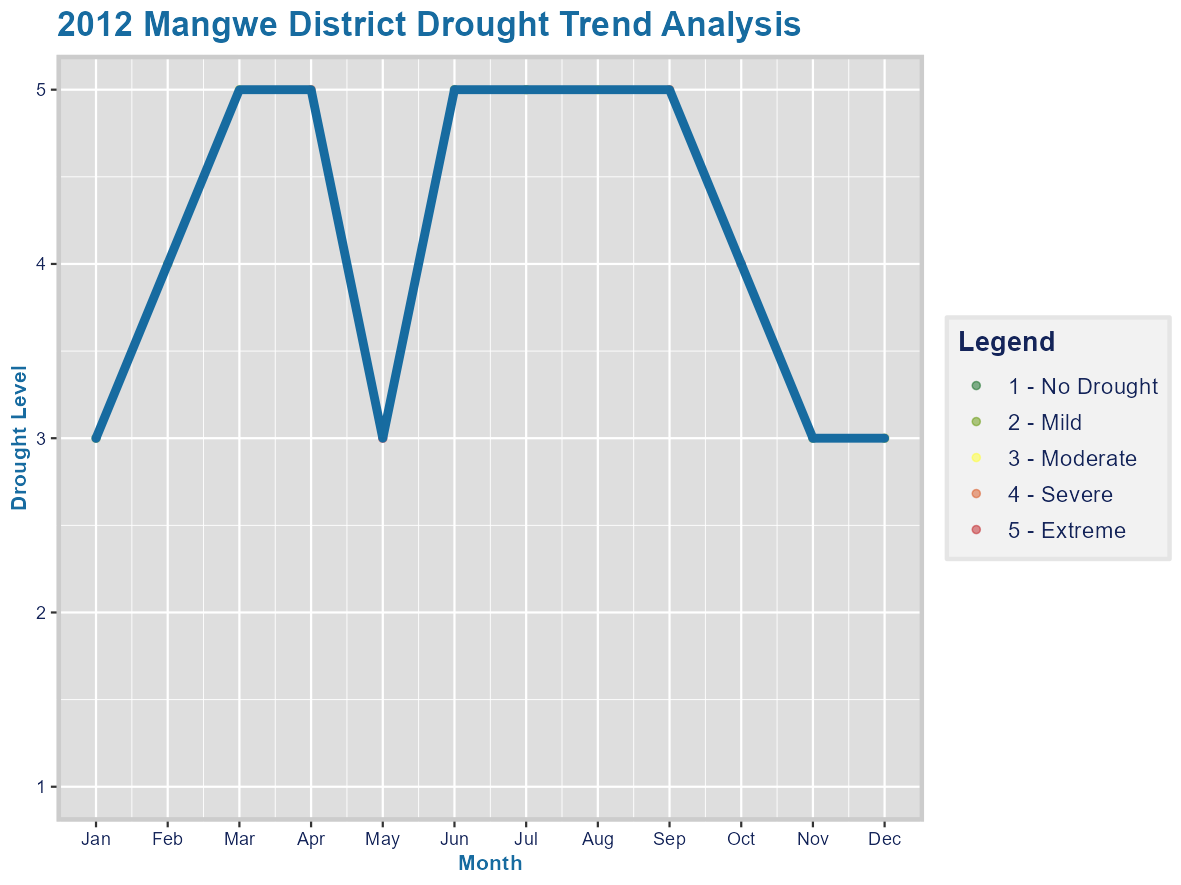 2012 Mangwe District Drought Trend Analysis
Drought Level
5
4
3
2
1
Jan Feb Mar Apr May Jun Jul Aug Sep Oct Nov Dec
Month
Legend
1 - No Drought
2 - Mild
3 - Moderate
4 - Severe
5 - Extreme